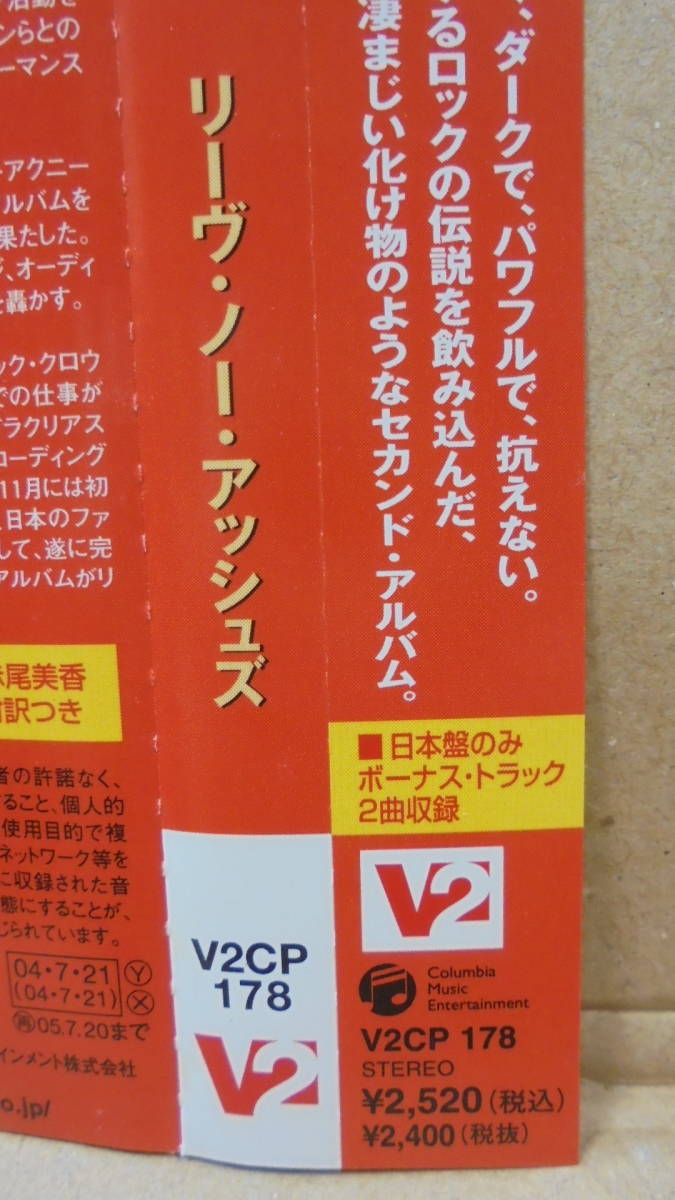 、ダークで、パワフルで、抗えない。
るロックの伝説を飲み込んだ、
凄まじい化け物のようなセカンド・アルバム。
■日本盤のみ
ボーナス・トラック
2曲収録
V2
Columbia
Music
Entertainment
V2CP 178
STEREO
¥2,520(税込)
¥2,400(税抜)
リーヴ・ノー・アッシュズ
V2CP
178
V2
活動を
ンらとの
ーマンス
・アクニー
ルバムを
果たした。
、オーディ
轟かす。
ック・クロウ
での仕事が
ラクリアス
コーディング
11月には初
日本のファ
して、遂に完
アルバムがリ
尾美香
訳つき
者の許諾なく、
ること、個人的
使用目的で複
ネットワーク等を
に収録された音
態にすることが、
じられています。
04・7・21 Y
(04・7・21) X
再05.7.20まで
インメント株式会社
o.jp/